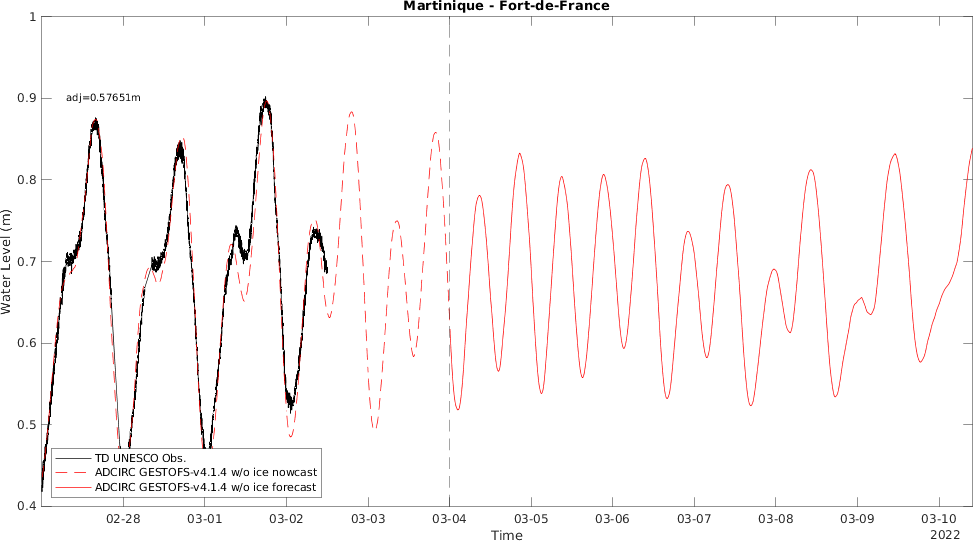 Martinique - Fort-de-France
1
0.9
0.8
0.7
0.6
0.5
0.4
Water Level (m)
adj=0.57651m
TD UNESCO Obs.
ADCIRC GESTOFS-v4.1.4 w/o ice nowcast
ADCIRC GESTOFS-v4.1.4 w/o ice forecast
02-28 03-01 03-02 03-03 03-04 03-05 03-06 03-07 03-08 03-09 03-10
Time
2022